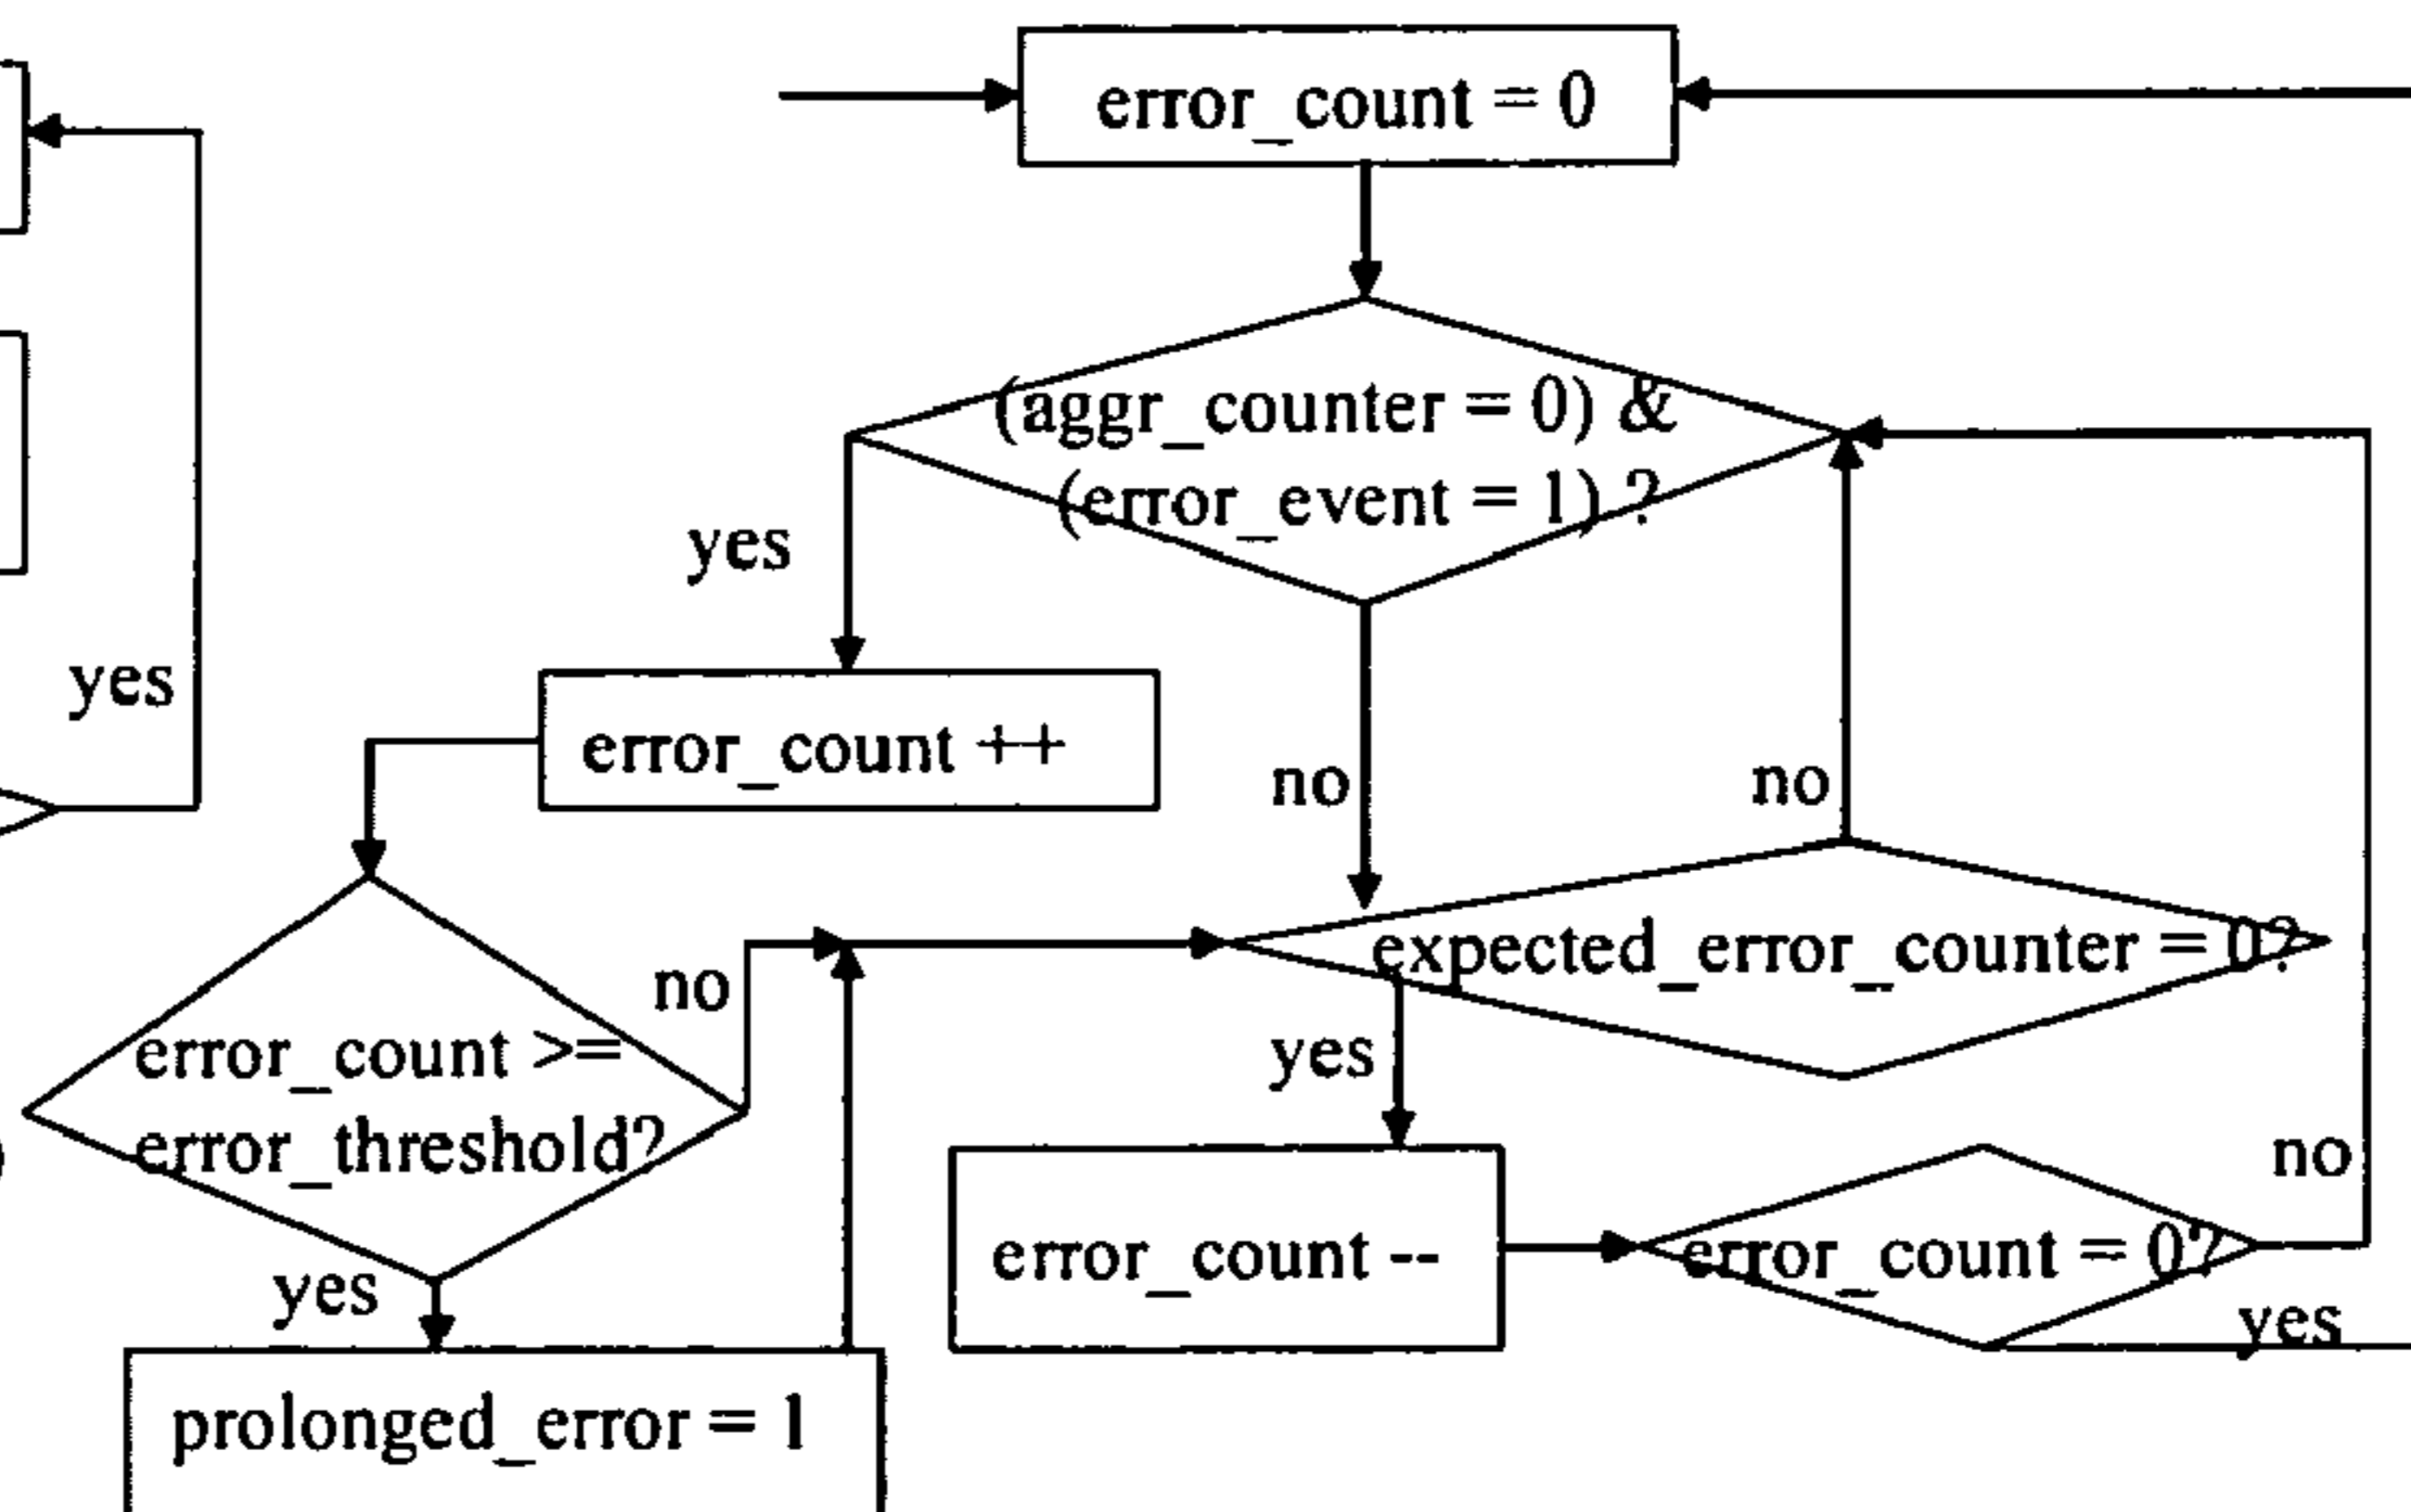 error_count = 0
(aggr_counter = 0) &
(error_event = 1) ?
yes
yes
error_count ++
no
no
expected_error_counter = 0?
no
error_count >=
error_threshold?
yes
no
error_count --
error_count = 0?
yes
yes
prolonged_error = 1
)